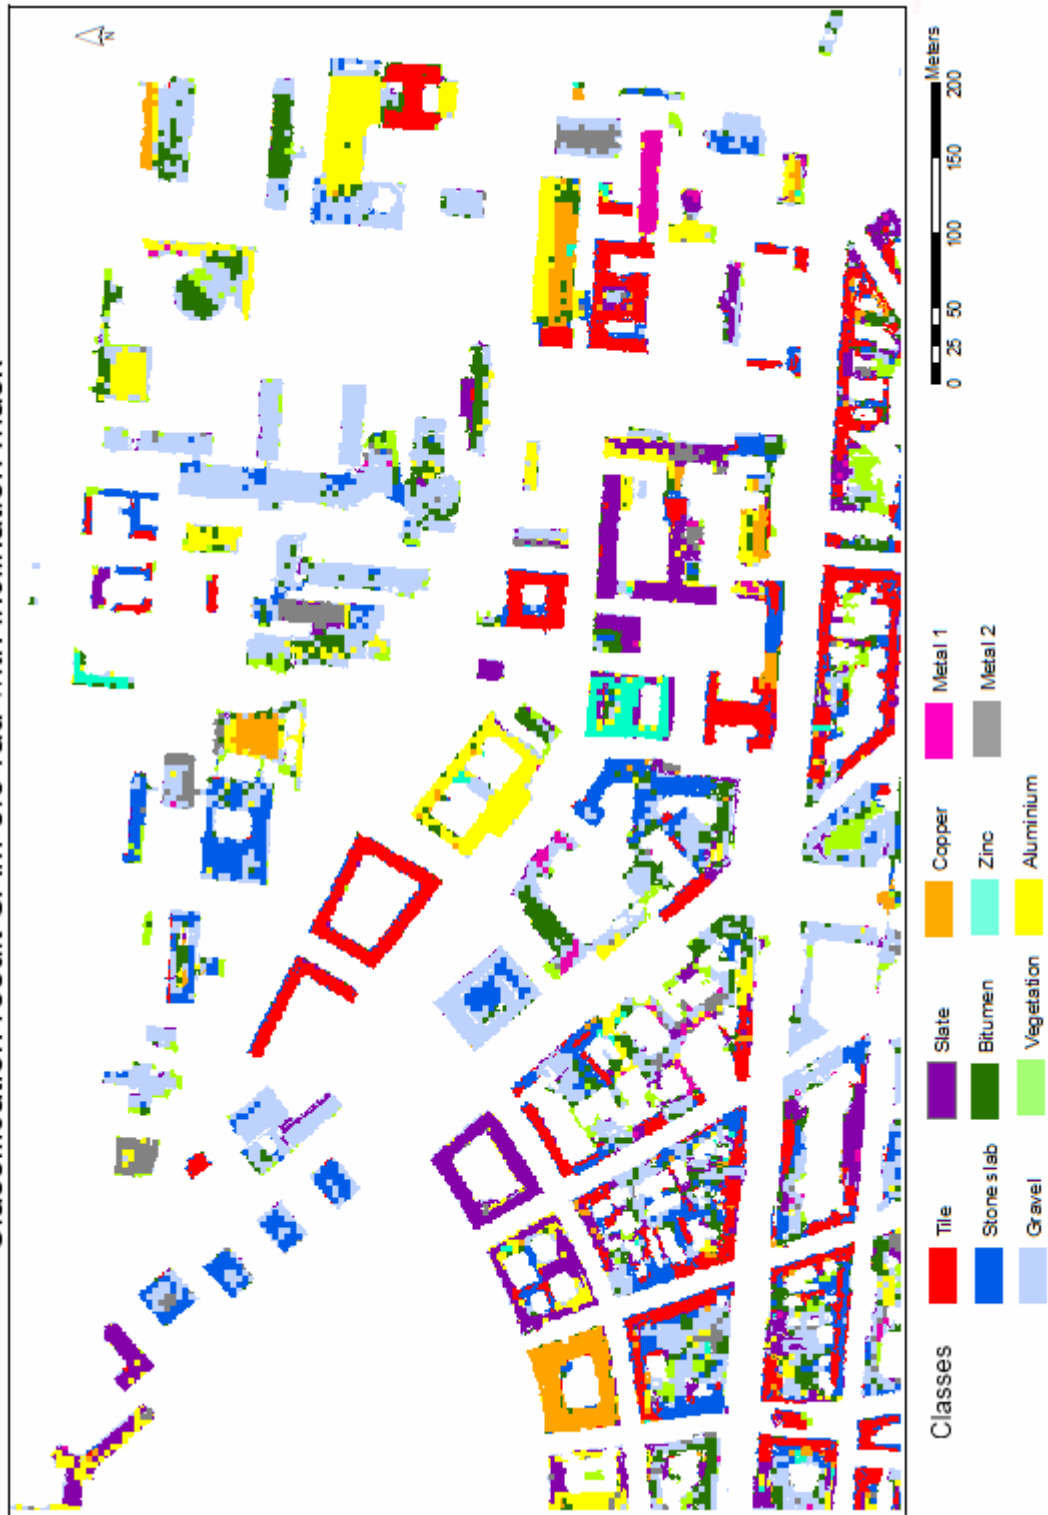 N
Meters
0 25 50 100 150 200
Classes
Tile Slate Copper Metal 1
Stone slab Bitumen Zinc Metal 2
Gravel Vegetation Aluminium